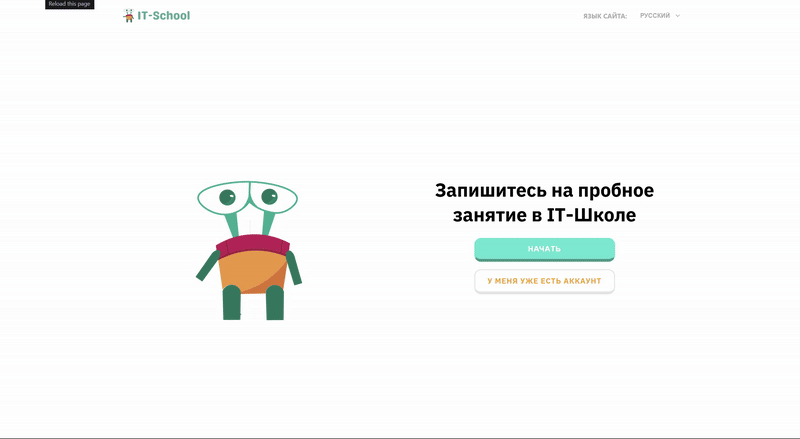 Reload this page
IT-School
ЯЗЫК САЙТА:
РУССКИЙ
Запишитесь на пробное
занятие в IT-Школе
НАЧАТЬ
У МЕНЯ УЖЕ ЕСТЬ АККАУНТ